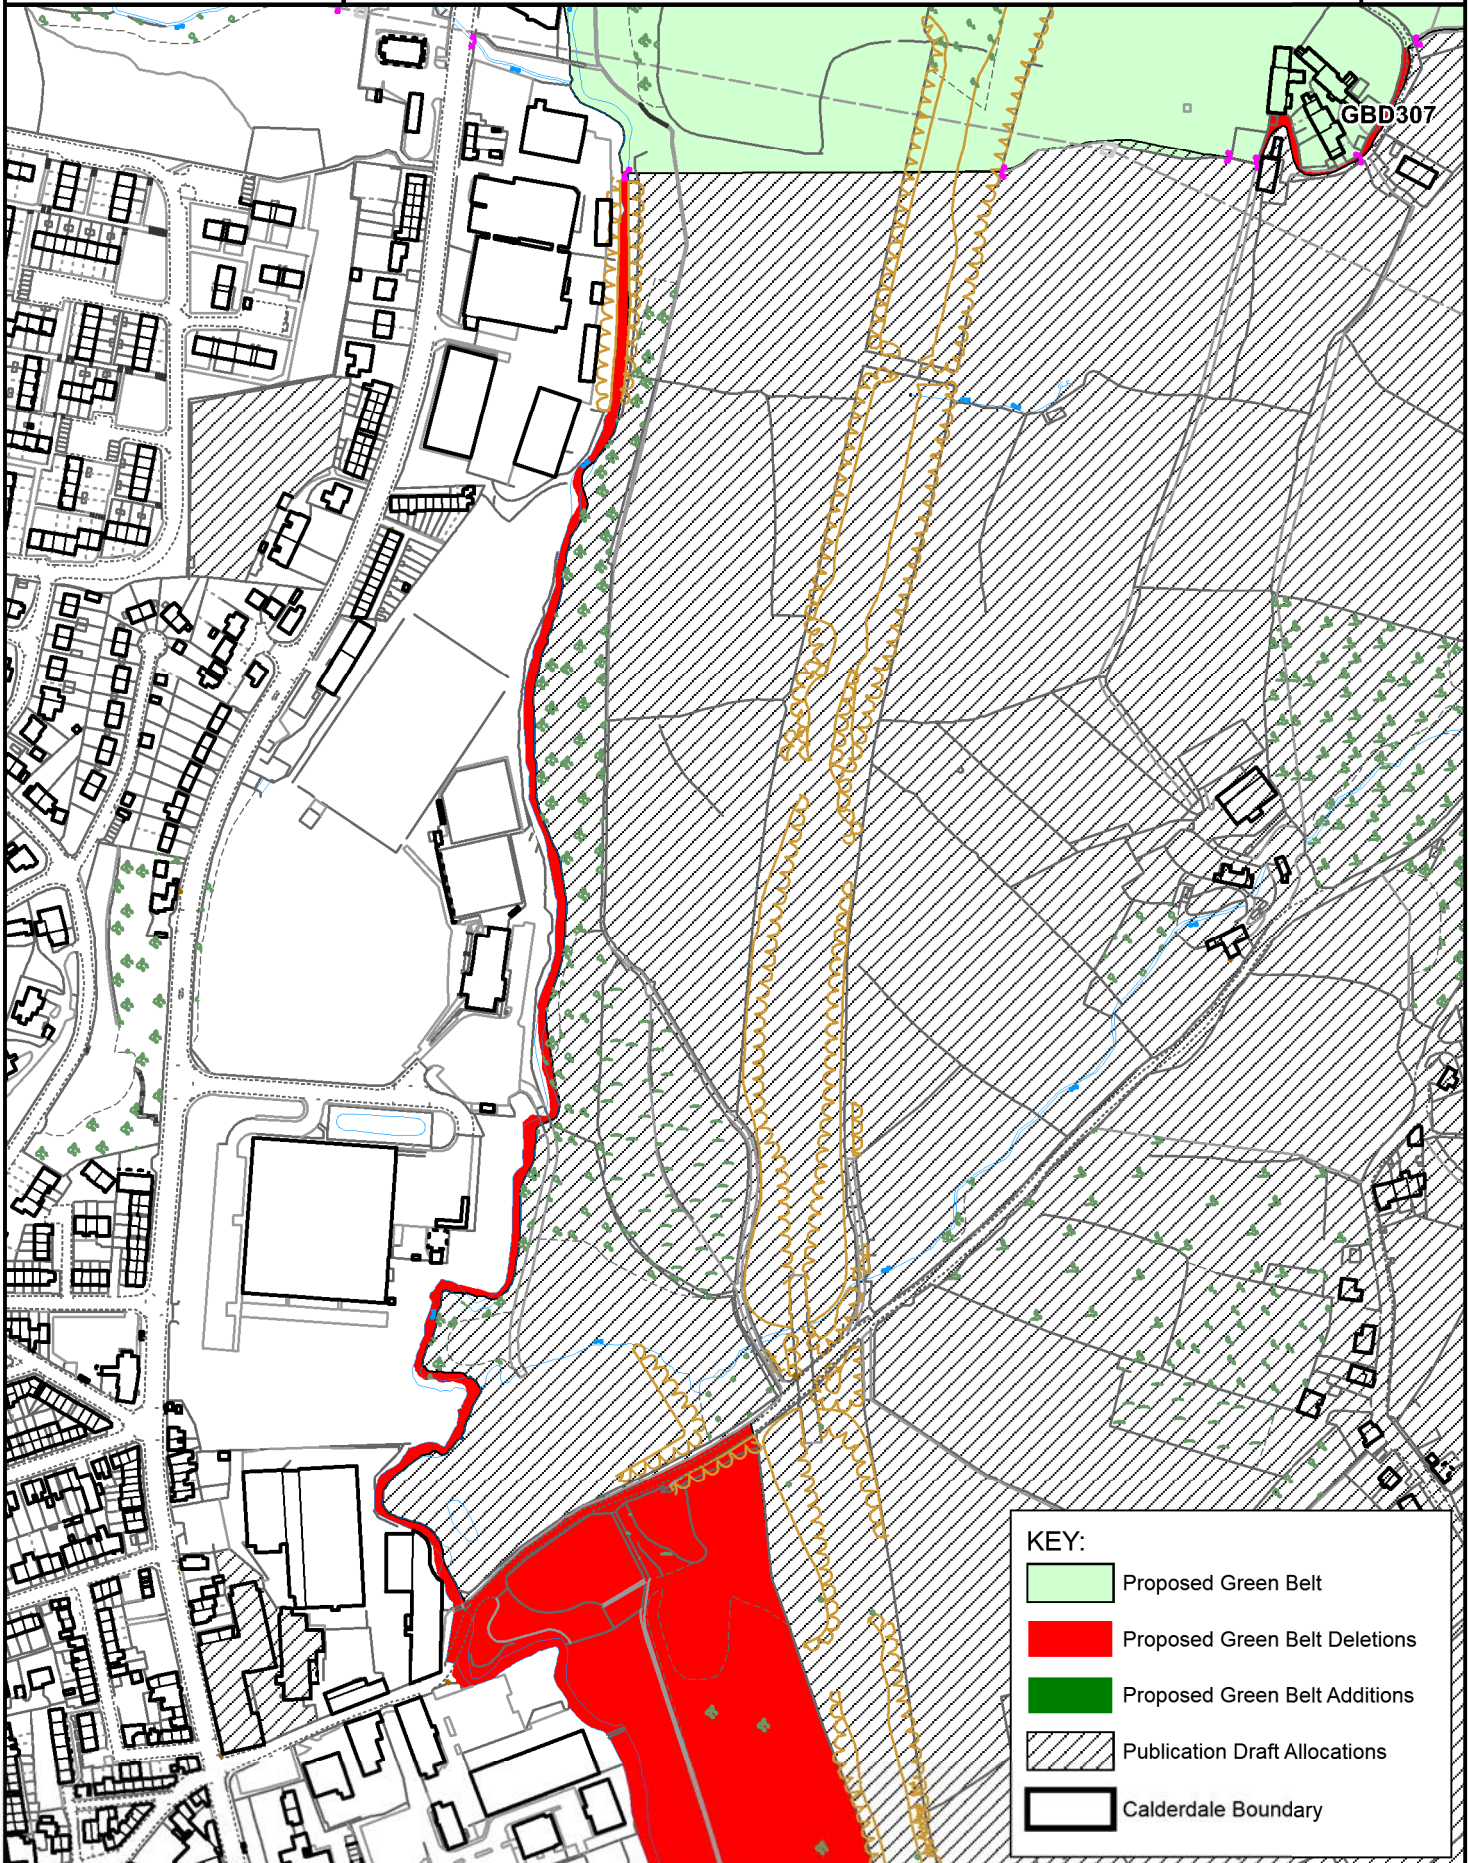 GBD307
KEY:
Proposed Green Belt
Proposed Green Belt Deletions
Proposed Green Belt Additions
Publication Draft Allocations
Calderdale Boundary